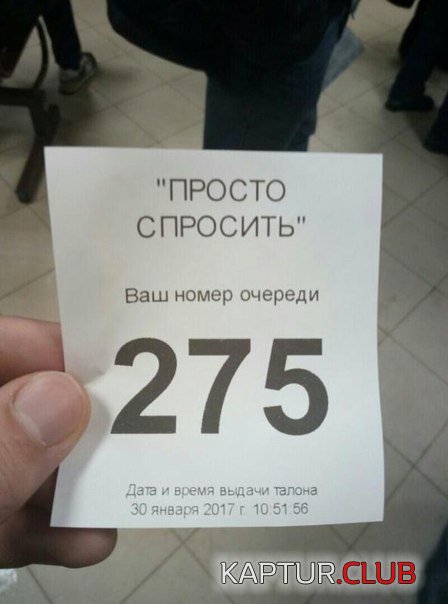 "ПРОСТО
СПРОСИТЬ"
Ваш номер очереди
275
Дата и время выдачи талона
30 января 2017 г. 10:51:56
KAPTUR.CLUB